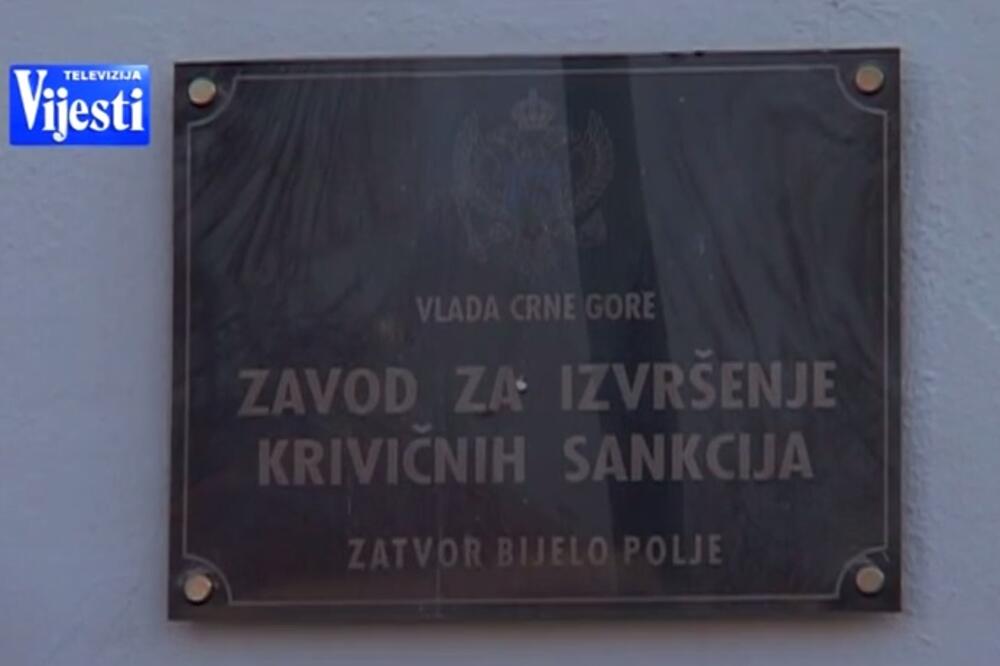 TELEVIZIJA
Vijesti
VLADA CRNE GORE
ZAVOD ZA IZVRŠENJE
KRIVIČNIH SANKCIJA
ZATVOR BIJELO POLJE